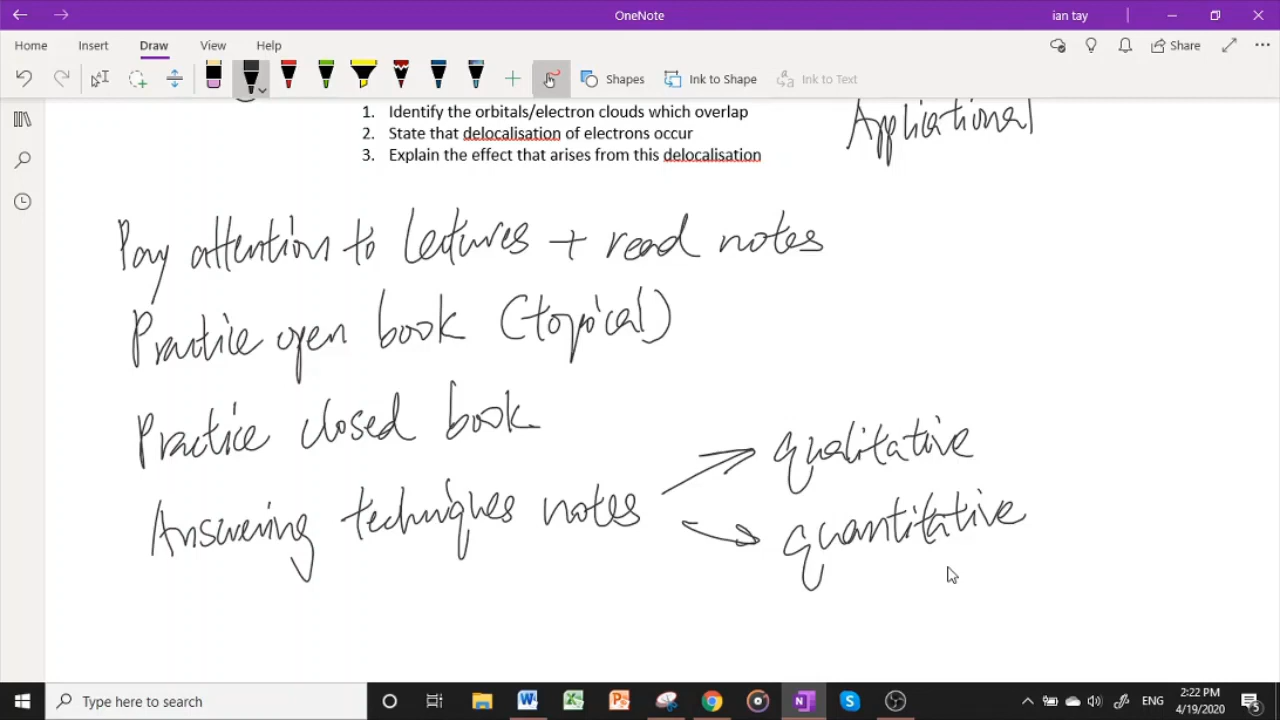 OneNote
ian tay
Home Insert Draw View Help
Share
Shapes
Ink to Shape
Ink to Text
1. Identify the orbitals/electron clouds which overlap
2. State that delocalisation of electrons occur
3. Explain the effect that arises from this delocalisation
Applicational
Pay attention to lectures + read notes
Practice open book (topical)
Practice closed book
Answering techniques notes
qualitative
quantitative
Type here to search
ENG
2:22 PM
4/19/2020
5